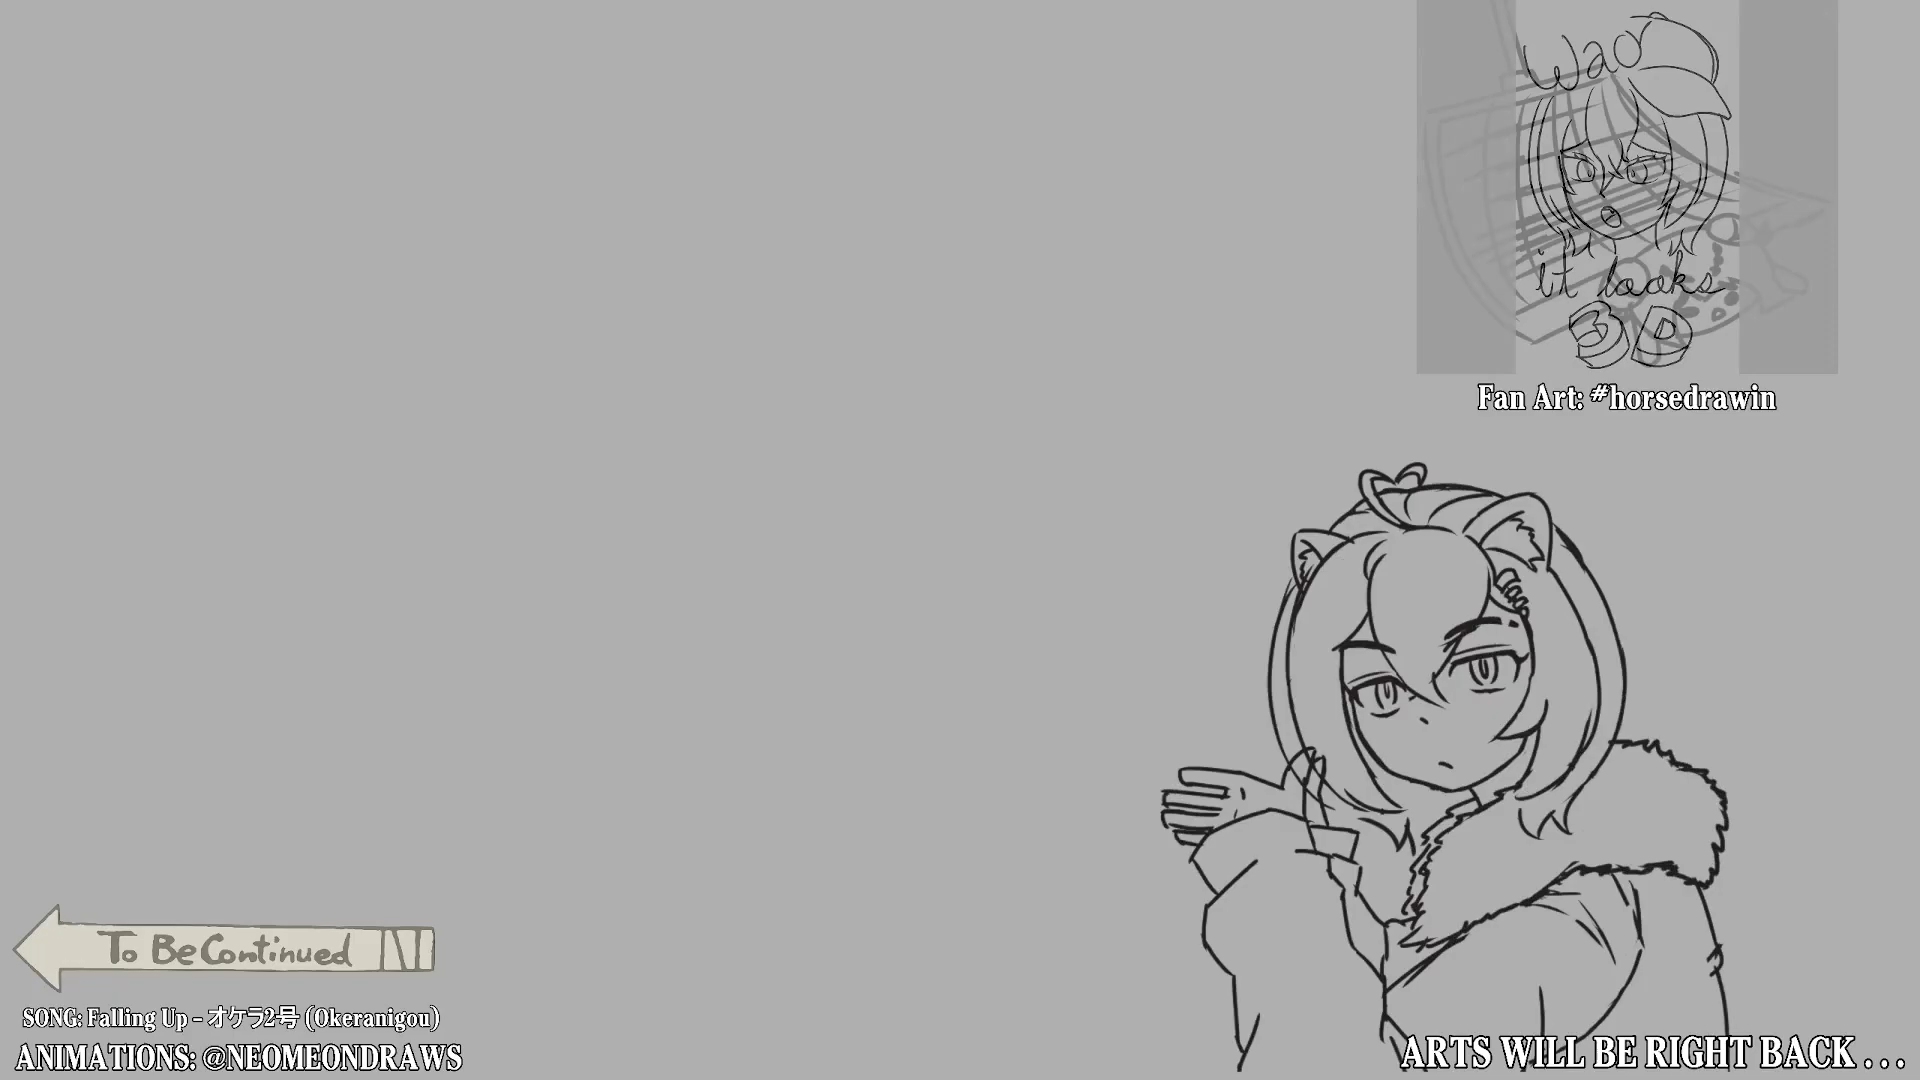 Wao
it looks
3D
Fan Art: #horsedrawin
To Be Continued
SONG: Falling Up - オケラ2号 (Okeranigou)
ANIMATIONS: @NEOMEONDRAWS
ARTS WILL BE RIGHT BACK . . .